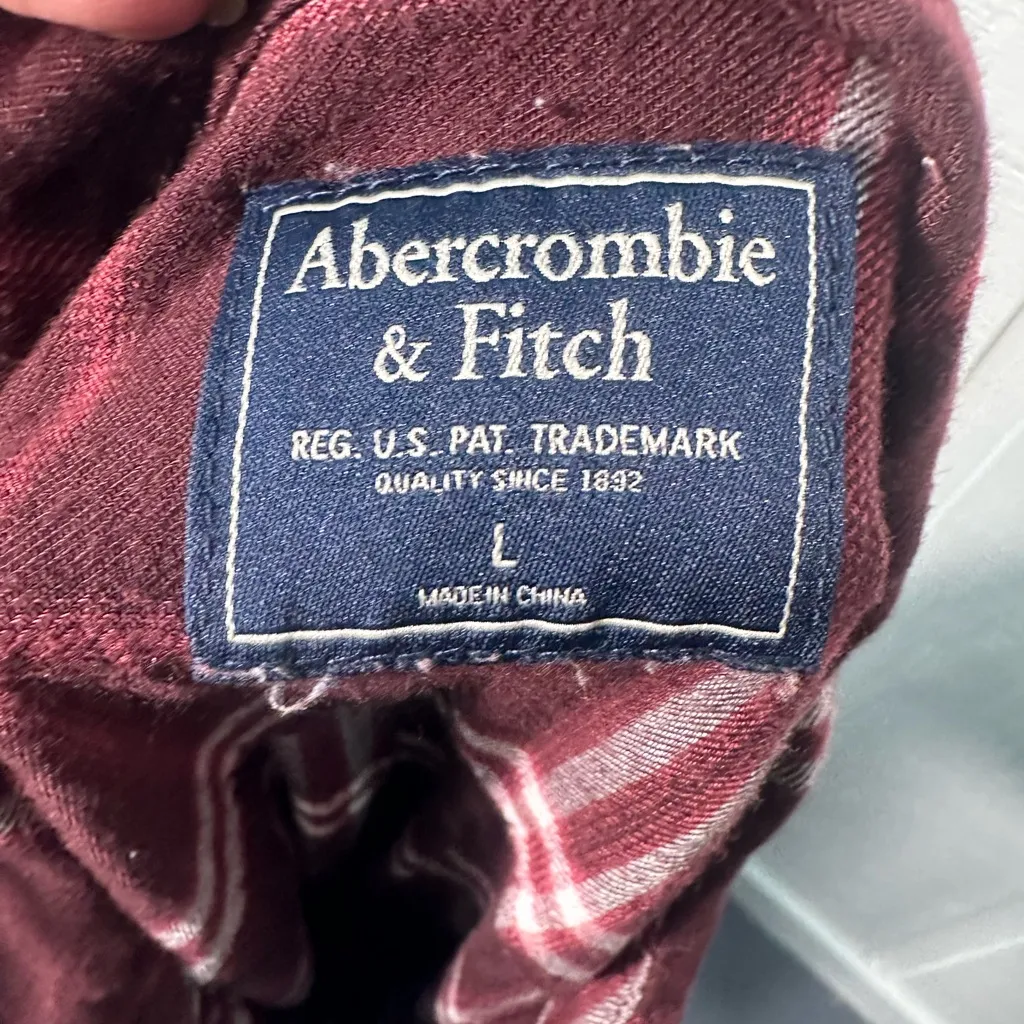 Abercrombie
& Fitch
REG. U.S. PAT. TRADEMARK
QUALITY SINCE 1892
L
MADE IN CHINA